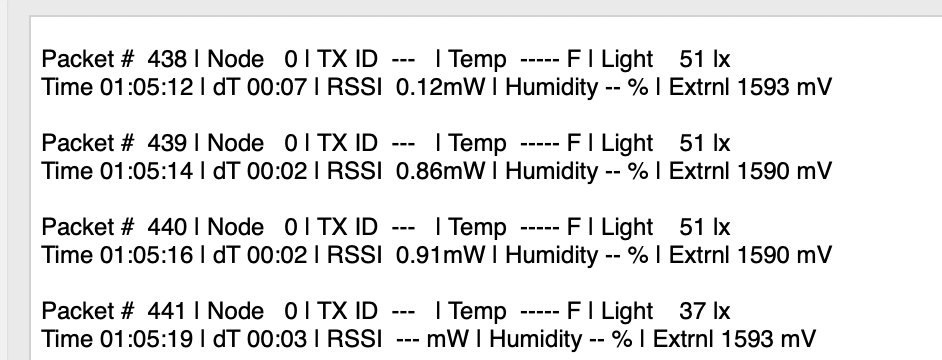 Packet #  438 | Node   0 | TX ID  ---   | Temp  ----- F | Light    51 lx
Time 01:05:12 | dT 00:07 | RSSI  0.12mW | Humidity -- % | Extrnl 1593 mV
Packet #  439 | Node   0 | TX ID  ---   | Temp  ----- F | Light    51 lx
Time 01:05:14 | dT 00:02 | RSSI  0.86mW | Humidity -- % | Extrnl 1590 mV
Packet #  440 | Node   0 | TX ID  ---   | Temp  ----- F | Light    51 lx
Time 01:05:16 | dT 00:02 | RSSI  0.91mW | Humidity -- % | Extrnl 1590 mV
Packet #  441 | Node   0 | TX ID  ---   | Temp  ----- F | Light    37 lx
Time 01:05:19 | dT 00:03 | RSSI  --- mW | Humidity -- % | Extrnl 1593 mV